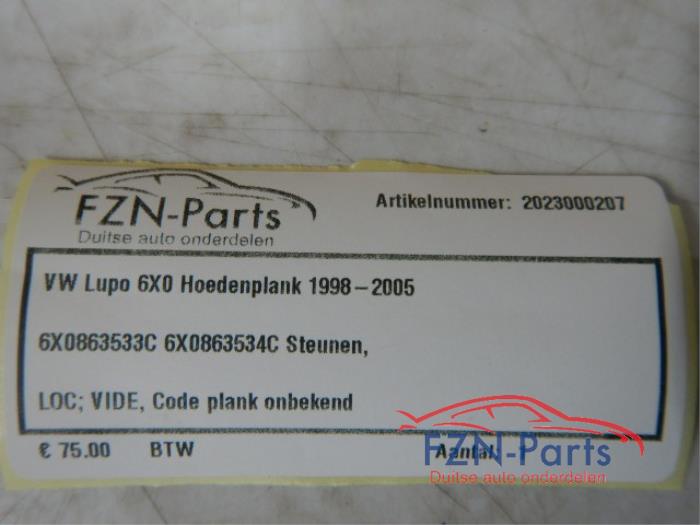 FZN-Parts
Duitse auto onderdelen
Artikelnummer: 2023000207
VW Lupo 6X0 Hoedenplank 1998-2005
6X0863533C 6X0863534C Steunen,
LOC; VIDE, Code plank onbekend
€ 75.00 BTW Aantal:
FZN-Parts
Duitse auto onderdelen